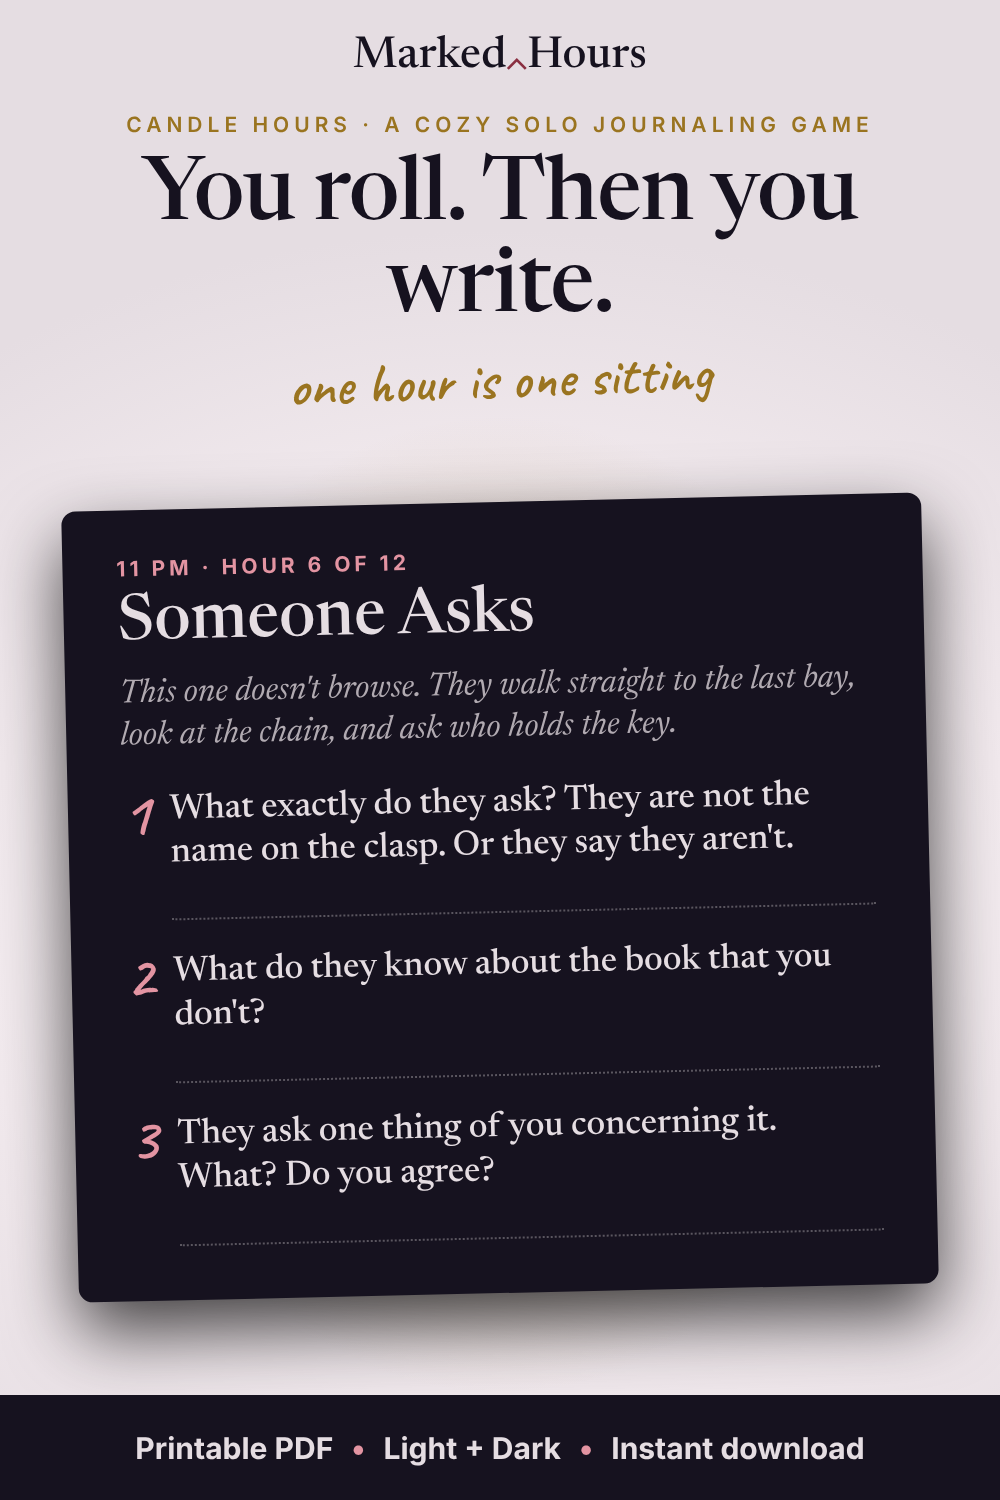 Marked‸Hours
CANDLE HOURS · A COZY SOLO JOURNALING GAME
You roll. Then you
write.
one hour is one sitting
11 PM · HOUR 6 OF 12
Someone Asks
This one doesn't browse. They walk straight to the last bay,
look at the chain, and ask who holds the key.
1 What exactly do they ask? They are not the
name on the clasp. Or they say they aren't.
2 What do they know about the book that you
don't?
3 They ask one thing of you concerning it.
What? Do you agree?
Printable PDF • Light + Dark • Instant download